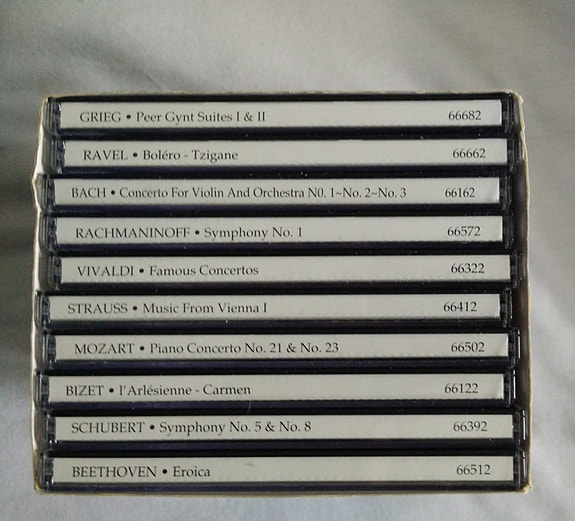 GRIEG • Peer Gynt Suites I & II 66682
RAVEL • Boléro - Tzigane 66662
BACH • Concerto For Violin And Orchestra N0. 1~No. 2~No. 3 66162
RACHMANINOFF • Symphony No. 1 66572
VIVALDI • Famous Concertos 66322
STRAUSS • Music From Vienna I 66412
MOZART • Piano Concerto No. 21 & No. 23 66502
BIZET • l'Arlésienne - Carmen 66122
SCHUBERT • Symphony No. 5 & No. 8 66392
BEETHOVEN • Eroica 66512